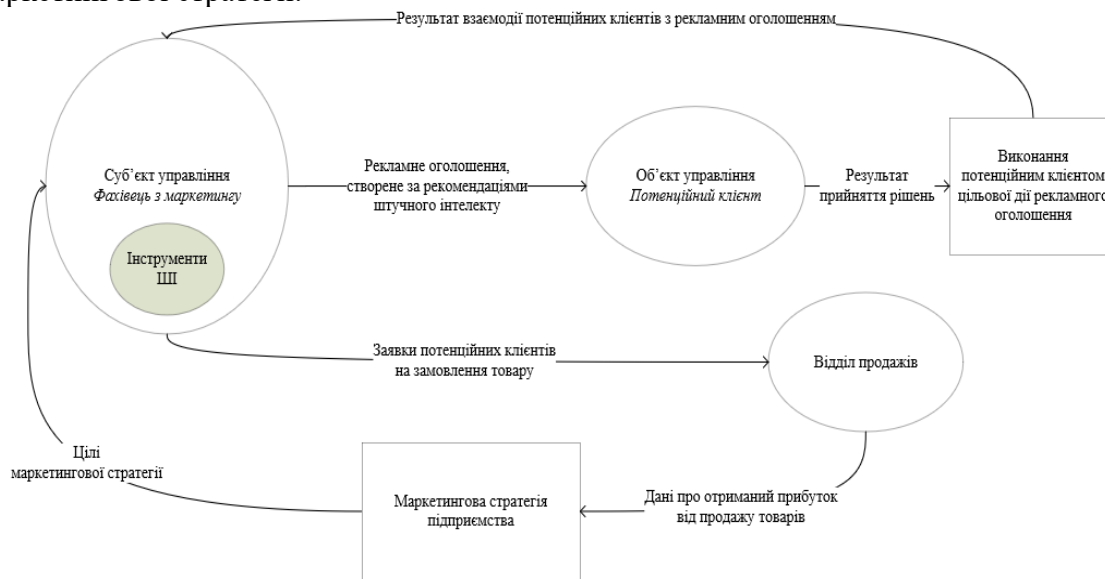 Результат взаємодії потенційних клієнтів з рекламним оголошенням
Суб’єкт управління
Фахівець з маркетингу
Інструменти
ШІ
Рекламне оголошення,
створене за рекомендаціями
штучного інтелекту
Об’єкт управління
Потенційний клієнт
Результат
прийняття рішень
Виконання
потенційним клієнтом
цільової дії рекламного
оголошення
Заявки потенційних клієнтів
на замовлення товару
Відділ продажів
Цілі
маркетингової стратегії
Маркетингова стратегія
підприємства
Дані про отриманий прибуток
від продажу товарів